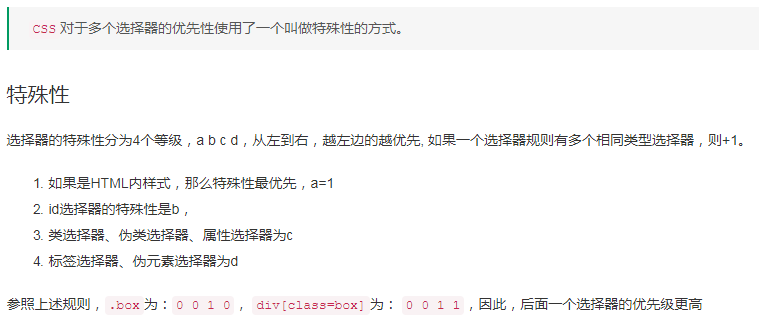 css 对于多个选择器的优先性使用了一个叫做特殊性的方式。
特殊性
选择器的特殊性分为4个等级，a b c d，从左到右，越左边的越优先, 如果一个选择器规则有多个相同类型选择器，则+1。
1. 如果是HTML内样式，那么特殊性最优先，a=1
2. id选择器的特殊性是b，
3. 类选择器、伪类选择器、属性选择器为c
4. 标签选择器、伪元素选择器为d
参照上述规则，.box 为：0 0 1 0，div[class=box] 为：0 0 1 1，因此，后面一个选择器的优先级更高